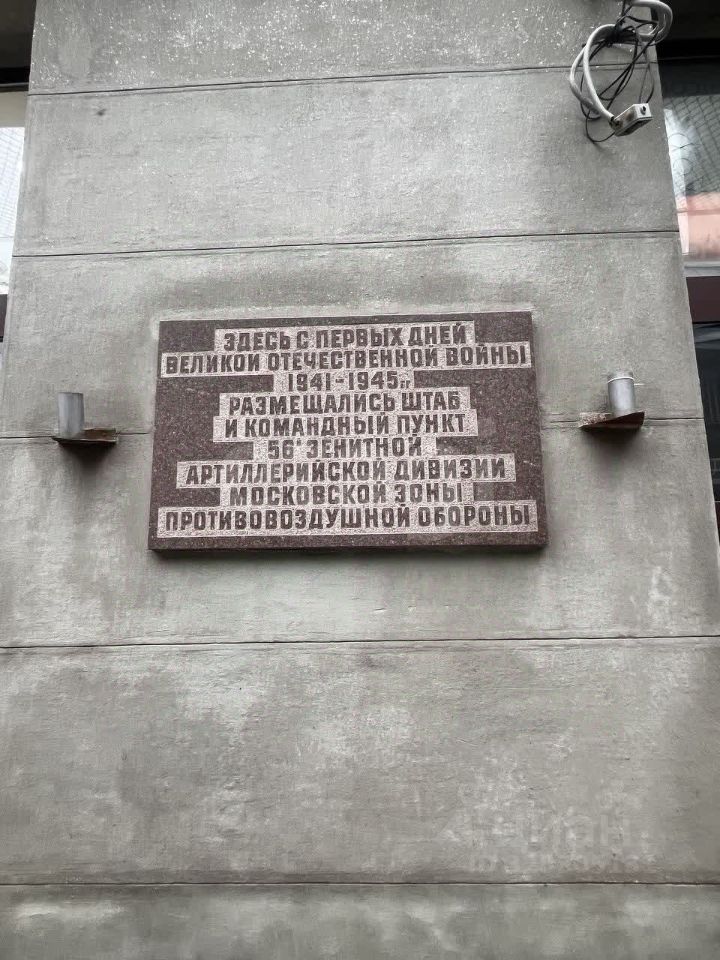 ЗДЕСЬ С ПЕРВЫХ ДНЕЙ
ВЕЛИКОЙ ОТЕЧЕСТВЕННОЙ ВОЙНЫ
1941-1945гг
РАЗМЕЩАЛИСЬ ШТАБ
И КОМАНДНЫЙ ПУНКТ
56й ЗЕНИТНОЙ
АРТИЛЛЕРИЙСКОЙ ДИВИЗИИ
МОСКОВСКОЙ ЗОНЫ
ПРОТИВОВОЗДУШНОЙ ОБОРОНЫ